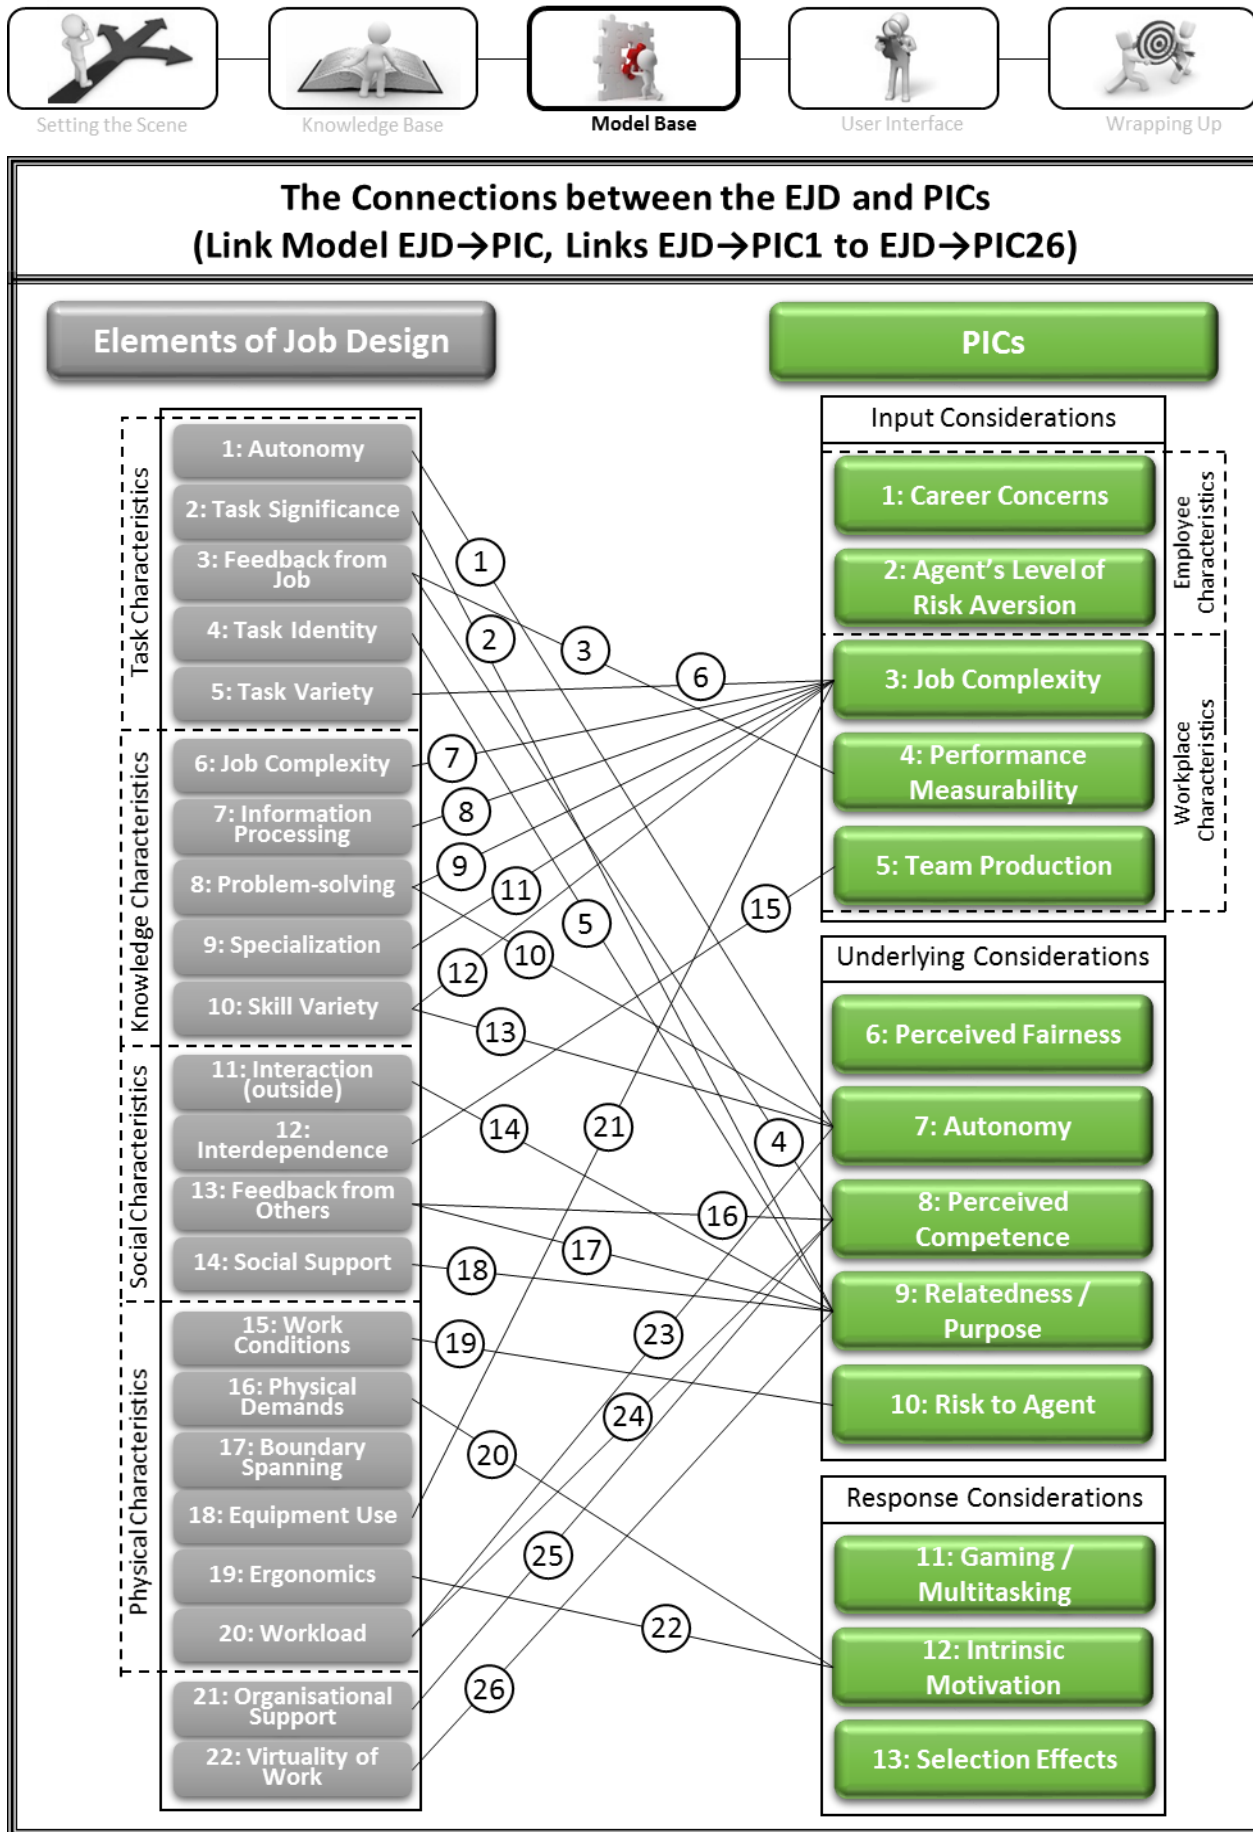 Setting the Scene
Knowledge Base
Model Base
User Interface
Wrapping Up
The Connections between the EJD and PICs
(Link Model EJD→PIC, Links EJD→PIC1 to EJD→PIC26)
Elements of Job Design
PICs
Task Characteristics
1: Autonomy
2: Task Significance
3: Feedback from
Job
4: Task Identity
5: Task Variety
Knowledge Characteristics
6: Job Complexity
7: Information
Processing
8: Problem-solving
9: Specialization
10: Skill Variety
Social Characteristics
11: Interaction
(outside)
12:
Interdependence
13: Feedback from
Others
14: Social Support
Physical Characteristics
15: Work
Conditions
16: Physical
Demands
17: Boundary
Spanning
18: Equipment Use
19: Ergonomics
20: Workload
21: Organisational
Support
22: Virtuality of
Work
1
2
3
6
7
8
9
11
15
5
10
12
13
14
21
4
16
17
18
19
23
24
20
25
22
26
Input Considerations
Employee
Characteristics
1: Career Concerns
2: Agent's Level of
Risk Aversion
Workplace
Characteristics
3: Job Complexity
4: Performance
Measurability
5: Team Production
Underlying Considerations
6: Perceived Fairness
7: Autonomy
8: Perceived
Competence
9: Relatedness /
Purpose
10: Risk to Agent
Response Considerations
11: Gaming /
Multitasking
12: Intrinsic
Motivation
13: Selection Effects